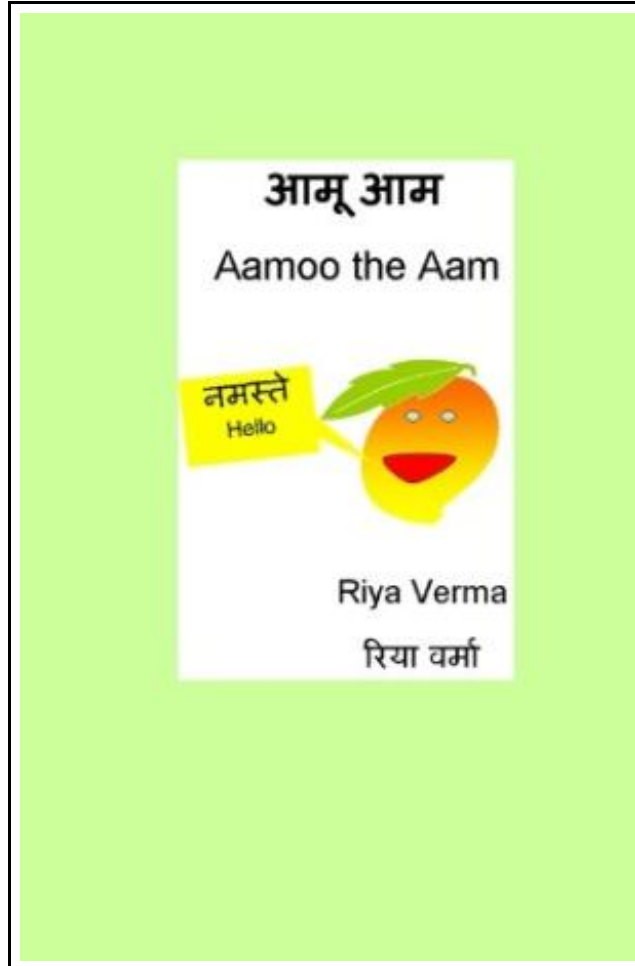 आमू आम
Aamoo the Aam
नमस्ते
Hello
Riya Verma
रिया वर्मा